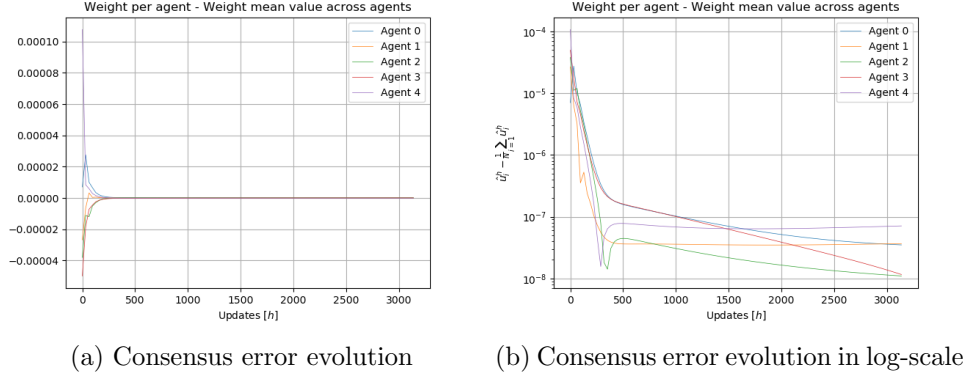 Weight per agent - Weight mean value across agents
0.00010
0.00008
0.00006
0.00004
0.00002
0.00000
−0.00002
−0.00004
0 500 1000 1500 2000 2500 3000
Updates [h]
Agent 0
Agent 1
Agent 2
Agent 3
Agent 4
(a) Consensus error evolution
Weight per agent - Weight mean value across agents
10⁻⁴
10⁻⁵
10⁻⁶
10⁻⁷
10⁻⁸
0 500 1000 1500 2000 2500 3000
Updates [h]
Agent 0
Agent 1
Agent 2
Agent 3
Agent 4
(b) Consensus error evolution in log-scale